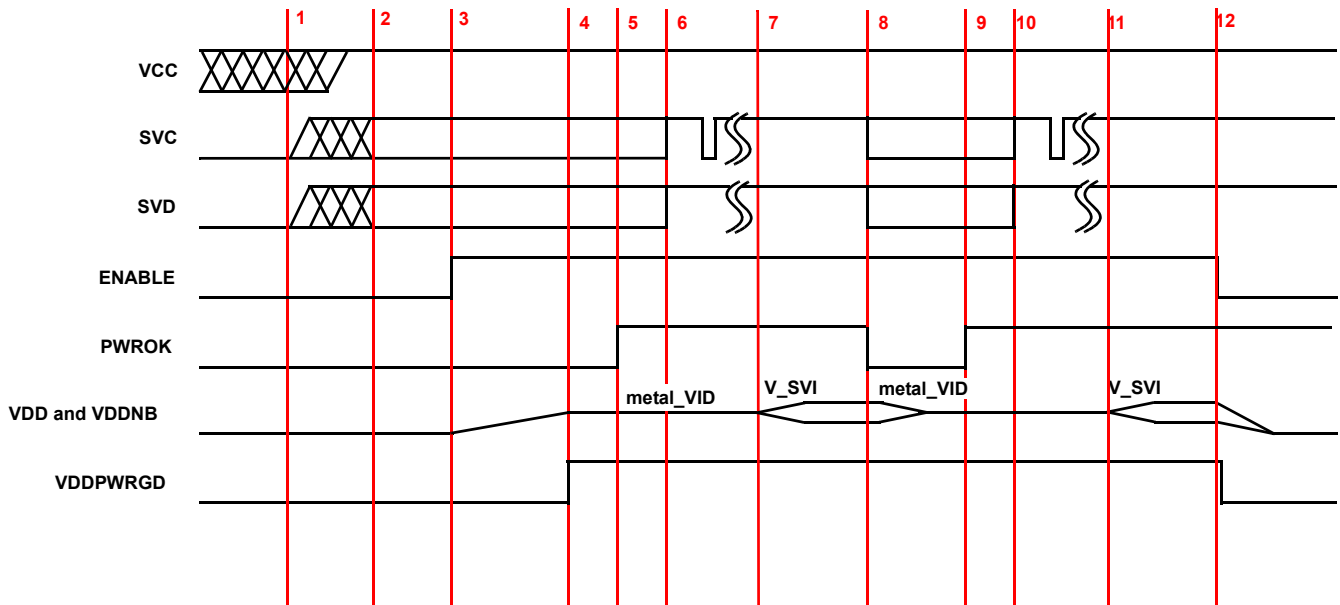 1 2 3 4 5 6 7 8 9 10 11 12
VCC
SVC
SVD
ENABLE
PWROK
metal_VID V_SVI metal_VID V_SVI
VDD and VDDNB
VDDPWRGD